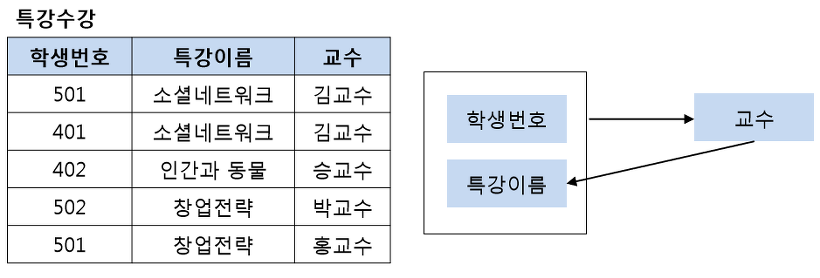 특강수강
학생번호 특강이름 교수
501 소셜네트워크 김교수
401 소셜네트워크 김교수
402 인간과 동물 승교수
502 창업전략 박교수
501 창업전략 홍교수
학생번호
교수
특강이름